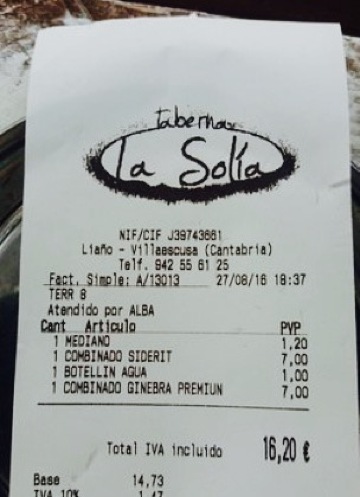 taberna
La Solía
NIF/CIF J39743661
Liaño - Villaescusa (Cantabria)
Telf. 942 55 61 25
Fact. Simple: A/13013 27/08/16 18:37
TERR 8
Atendido por ALBA
Cant Articulo PVP
1 MEDIANO 1,20
1 COMBINADO SIDERIT 7,00
1 BOTELLIN AGUA 1,00
1 COMBINADO GINEBRA PREMIUN 7,00
Total IVA incluido 16,20 €
Base 14,73
IVA 10% 1,47